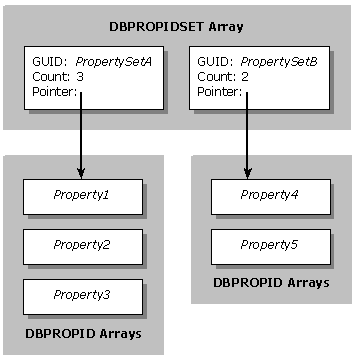 DBPROPIDSET Array
GUID: PropertySetA
Count: 3
Pointer:
GUID: PropertySetB
Count: 2
Pointer:
Property1
Property2
Property3
DBPROPID Arrays
Property4
Property5
DBPROPID Arrays